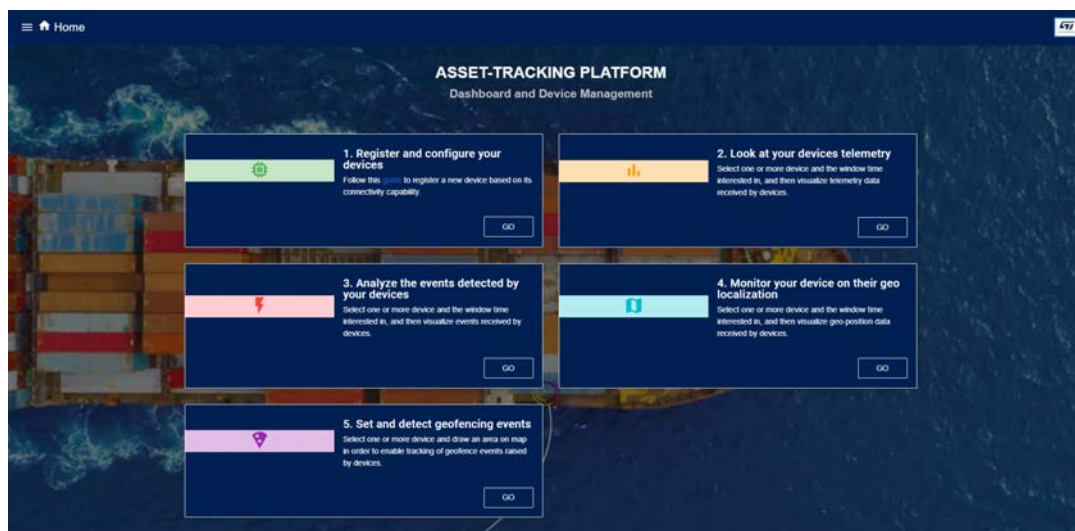 Home
ASSET-TRACKING PLATFORM
Dashboard and Device Management
1. Register and configure your
devices
Follow this guide to register a new device based on its
connectivity capability.
GO
2. Look at your devices telemetry
Select one or more device and the window time
interested in, and then visualize telemetry data
received by devices.
GO
3. Analyze the events detected by
your devices
Select one or more device and the window time
interested in, and then visualize events received by
devices.
GO
4. Monitor your device on their geo
localization
Select one or more device and the window time
interested in, and then visualize geo-position data
received by devices.
GO
5. Set and detect geofencing events
Select one or more device and draw an area on map
in order to enable tracking of geofence events raised
by devices.
GO